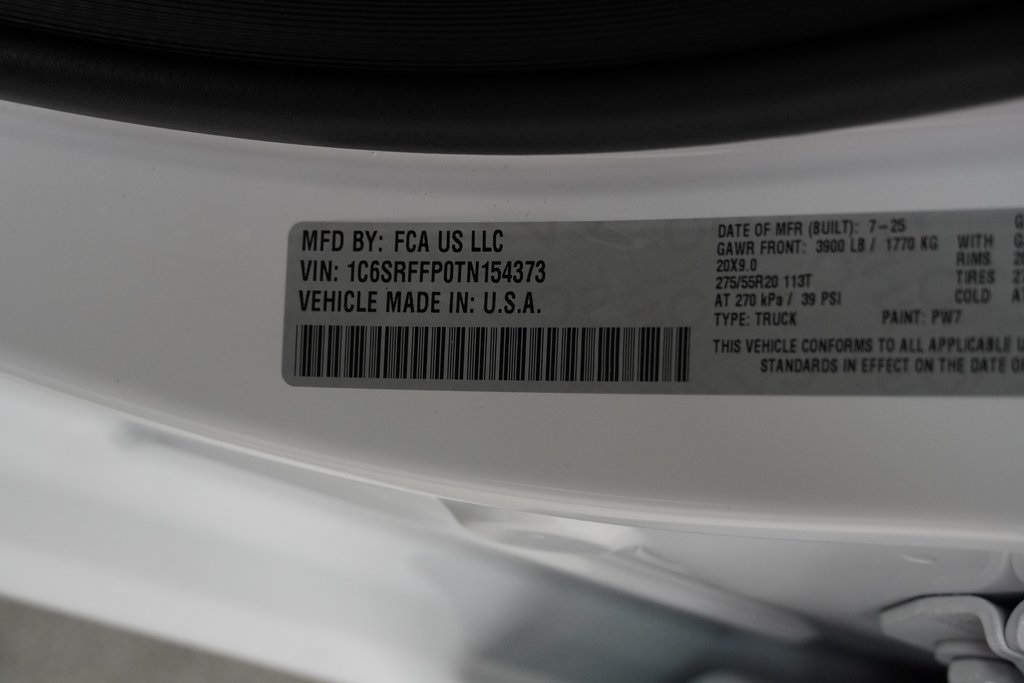 MFD BY: FCA US LLC
VIN: 1C6SRFFP0TN154373
VEHICLE MADE IN: U.S.A.
DATE OF MFR (BUILT): 7-25
GAWR FRONT: 3900 LB / 1770 KG WITH
20X9.0 RIMS
275/55R20 113T TIRES
AT 270 kPa / 39 PSI COLD
TYPE: TRUCK PAINT: PW7
THIS VEHICLE CONFORMS TO ALL APPLICABLE
STANDARDS IN EFFECT ON THE DATE